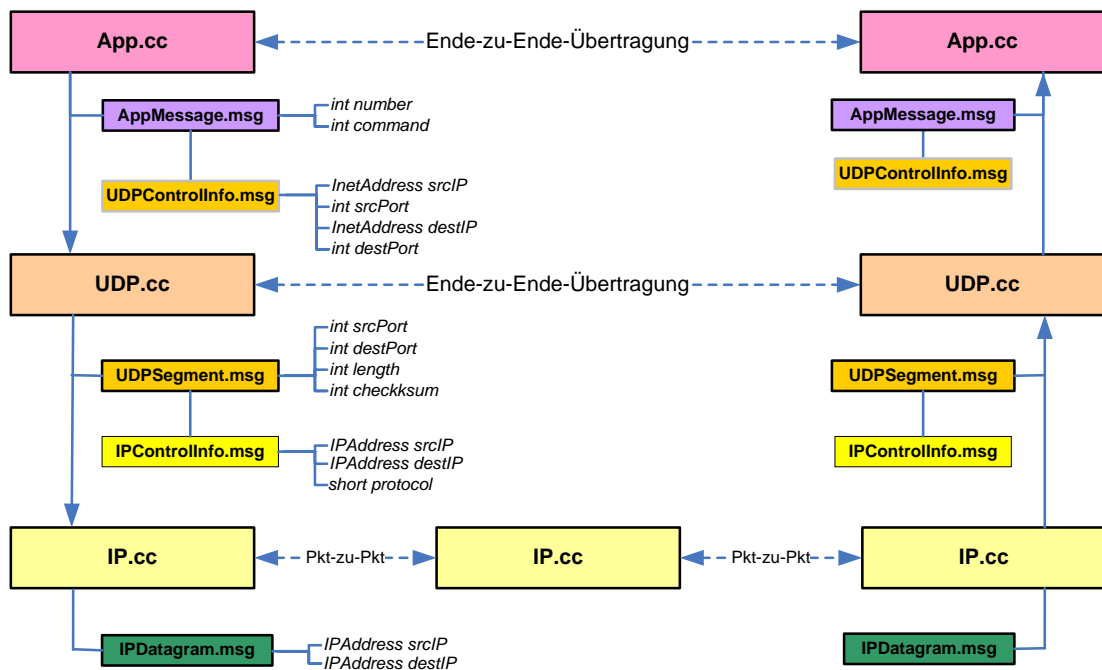 App.cc
Ende-zu-Ende-Übertragung
App.cc
AppMessage.msg
int number
int command
AppMessage.msg
UDPControlInfo.msg
InetAddress srcIP
int srcPort
InetAddress destIP
int destPort
UDPControlInfo.msg
UDP.cc
Ende-zu-Ende-Übertragung
UDP.cc
UDPSegment.msg
int srcPort
int destPort
int length
int checkksum
UDPSegment.msg
IPControlInfo.msg
IPAddress srcIP
IPAddress destIP
short protocol
IPControlInfo.msg
IP.cc
Pkt-zu-Pkt
IP.cc
Pkt-zu-Pkt
IP.cc
IPDatagram.msg
IPAddress srcIP
IPAddress destIP
IPDatagram.msg